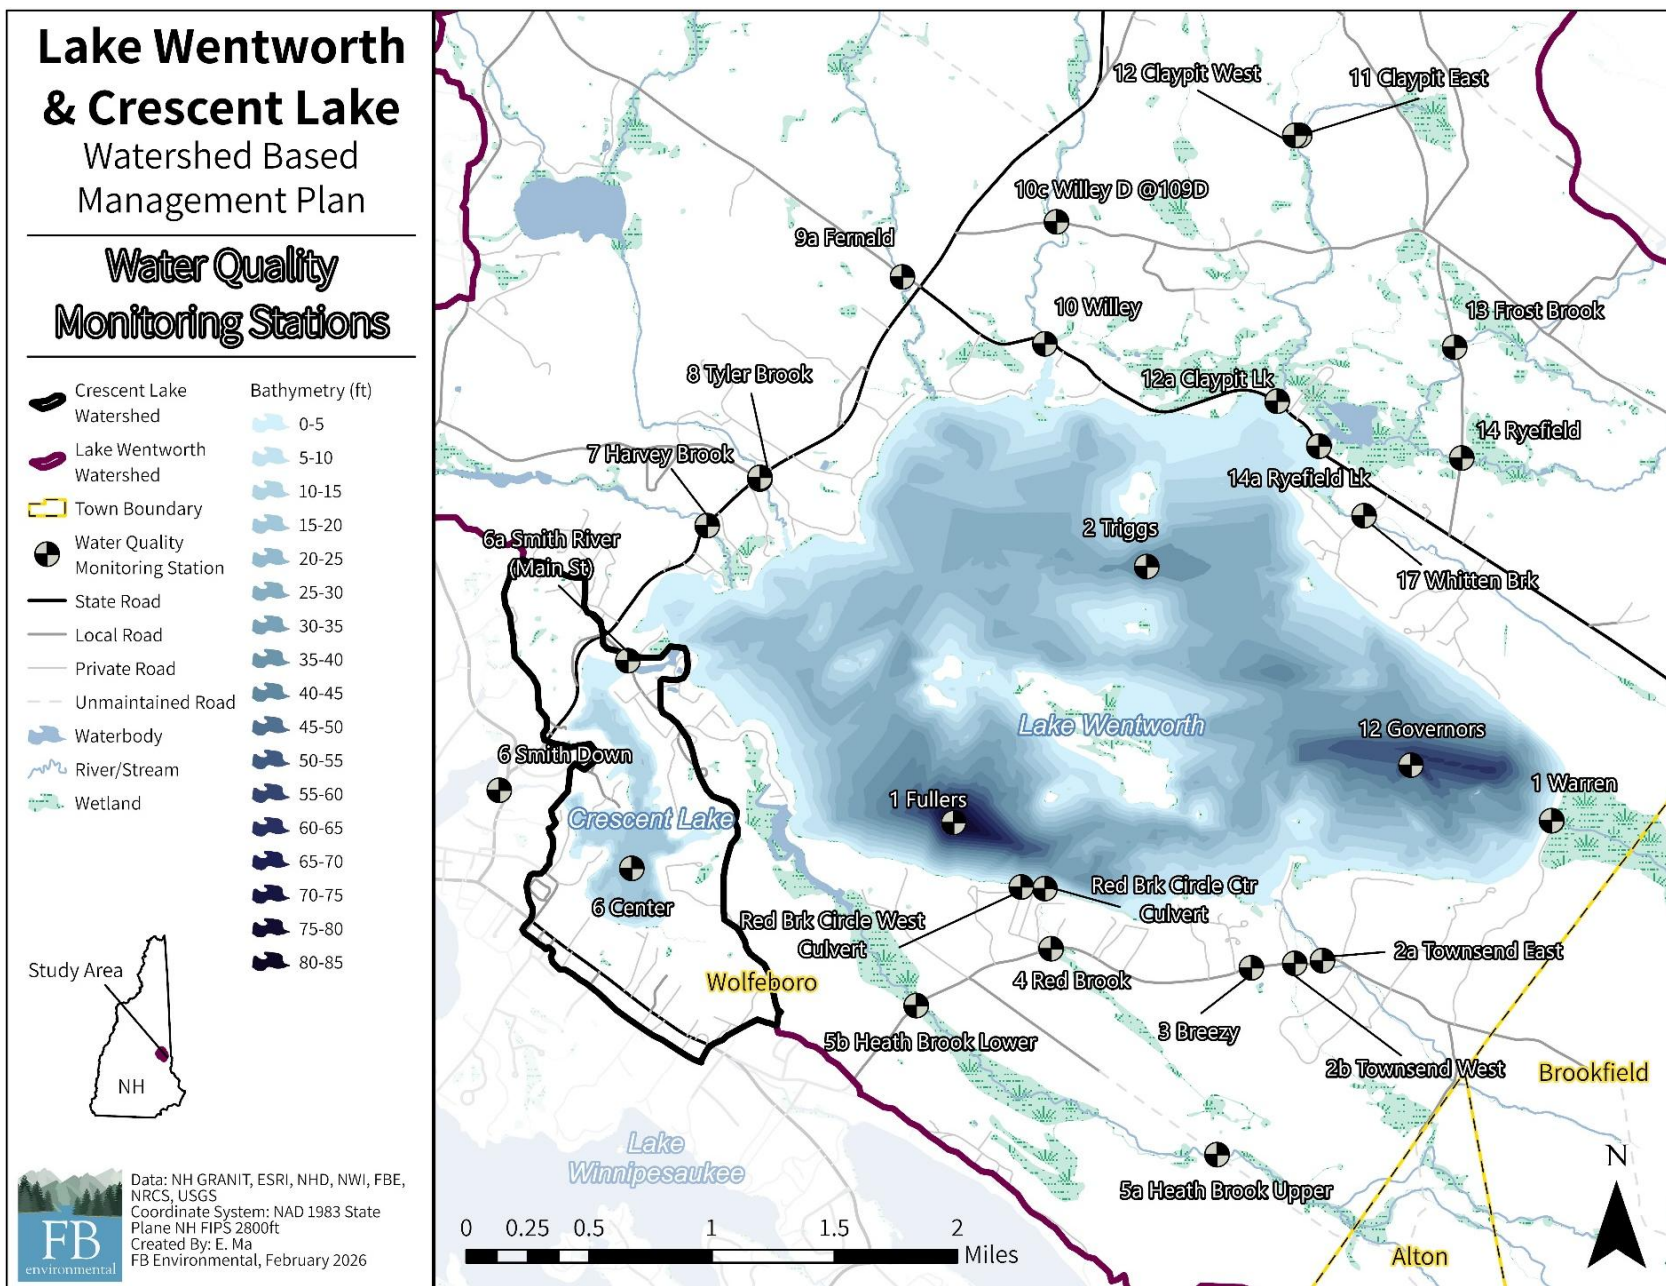 Lake Wentworth
& Crescent Lake
Watershed Based
Management Plan
Water Quality
Monitoring Stations
Crescent Lake
Watershed
Lake Wentworth
Watershed
Town Boundary
Water Quality
Monitoring Station
State Road
Local Road
Private Road
Unmaintained Road
Waterbody
River/Stream
Wetland
Bathymetry (ft)
0-5
5-10
10-15
15-20
20-25
25-30
30-35
35-40
40-45
45-50
50-55
55-60
60-65
65-70
70-75
75-80
80-85
Study Area
NH
FB
environmental
Data: NH GRANIT, ESRI, NHD, NWI, FBE,
NRCS, USGS
Coordinate System: NAD 1983 State
Plane NH FIPS 2800ft
Created By: E. Ma
FB Environmental, February 2026
12 Claypit West
11 Claypit East
10c Willey D @109D
9a Fernald
10 Willey
13 Frost Brook
8 Tyler Brook
12a Claypit Lk
14 Ryefield
7 Harvey Brook
14a Ryefield Lk
2 Triggs
6a Smith River
(Main St)
17 Whitten Brk
Lake Wentworth
12 Governors
6 Smith Down
1 Fullers
1 Warren
Crescent Lake
6 Center
Red Brk Circle Ctr
Culvert
Red Brk Circle West
Culvert
2a Townsend East
Wolfeboro
4 Red Brook
3 Breezy
5b Heath Brook Lower
2b Townsend West
Brookfield
Lake
Winnipesaukee
5a Heath Brook Upper
N
Alton
0 0.25 0.5 1 1.5 2
Miles